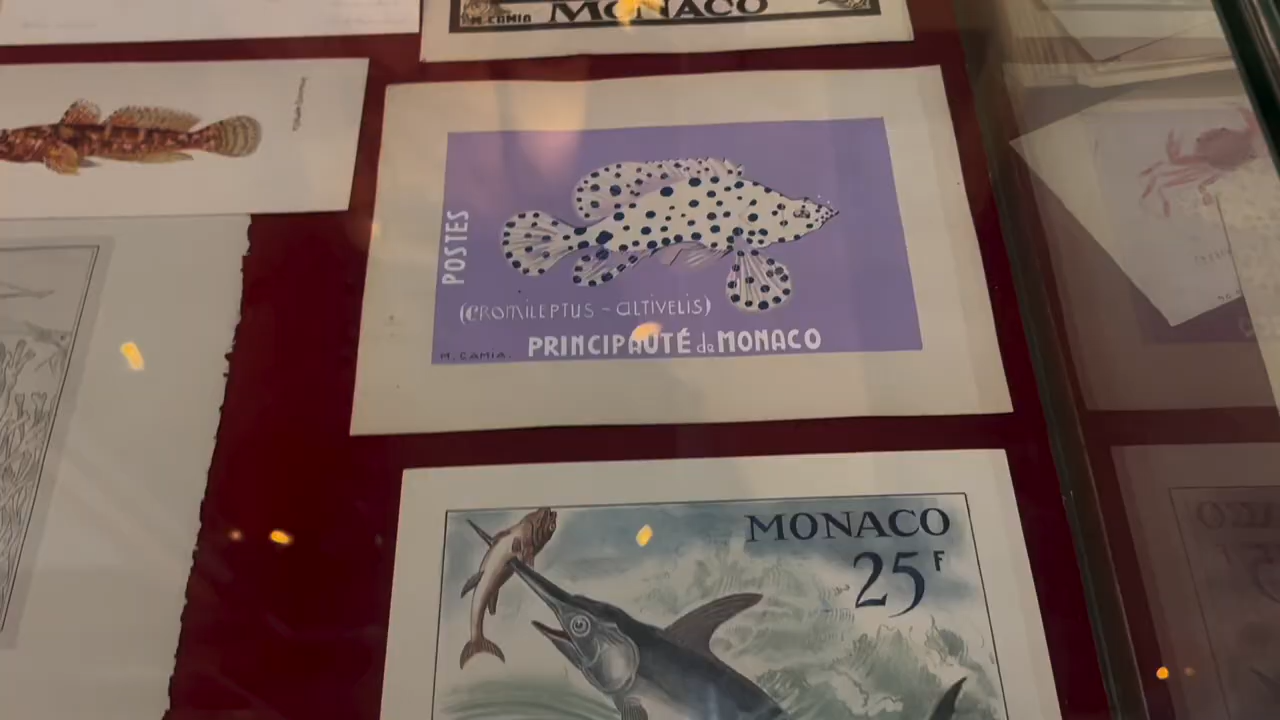 M. CAMIA
MONACO
POSTES
(CROMILEPTUS - ALTIVELIS)
PRINCIPAUTÉ de MONACO
M. CAMIA.
MONACO
25F